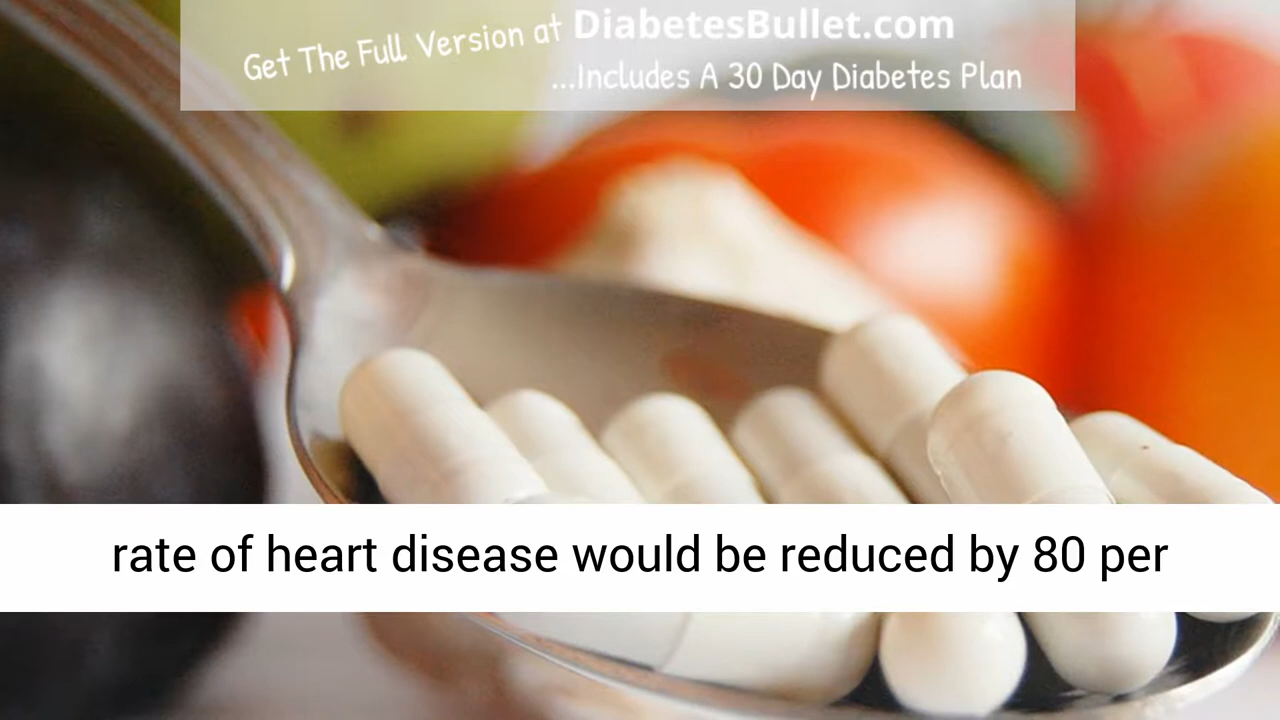 Get The Full Version at DiabetesBullet.com
...Includes A 30 Day Diabetes Plan
rate of heart disease would be reduced by 80 per